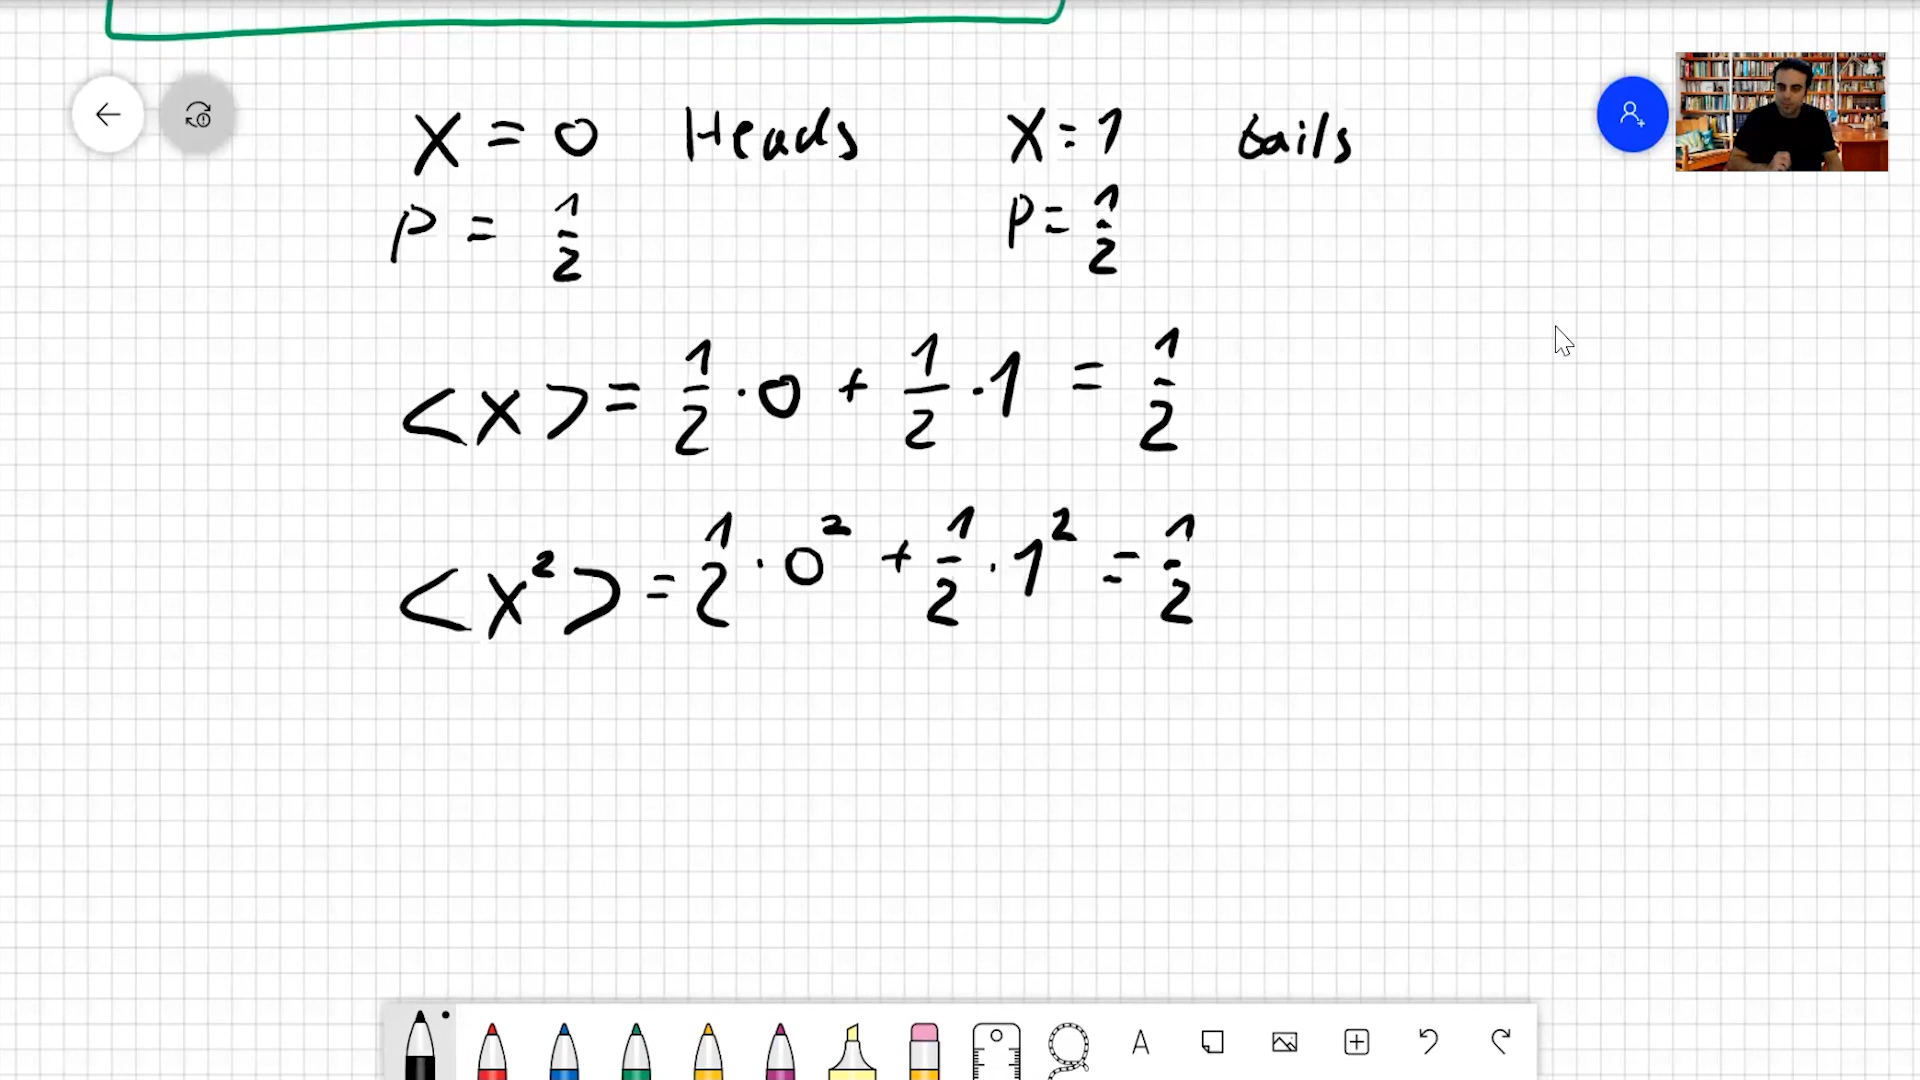 X = 0 Heads X = 1 tails
P = 1/2 P = 1/2
<X> = 1/2 · 0 + 1/2 · 1 = 1/2
<X²> = 1/2 · 0² + 1/2 · 1² = 1/2
A